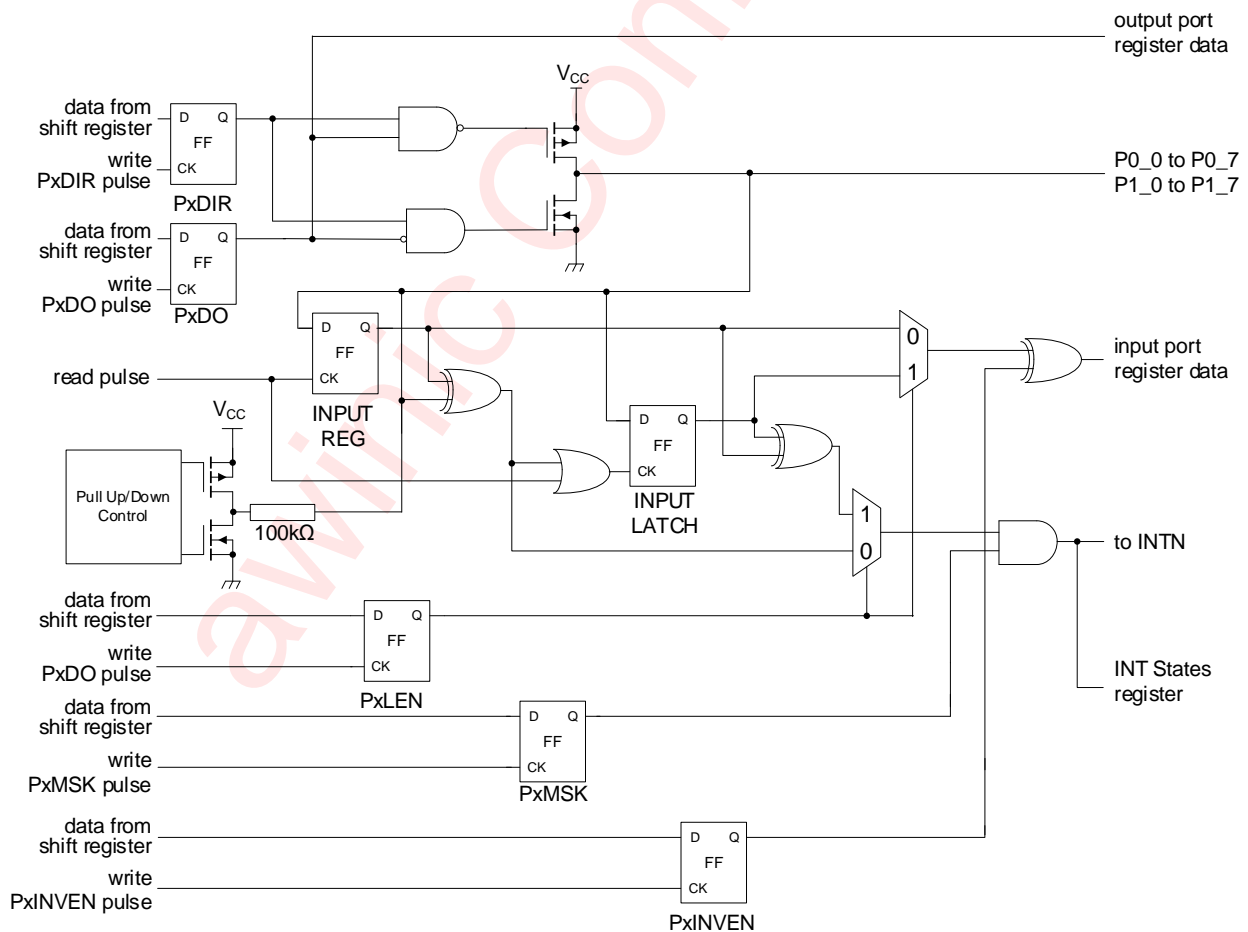 output port
register data
VCC
data from
shift register
D Q
FF
CK
write
PxDIR pulse
PxDIR
P0_0 to P0_7
P1_0 to P1_7
data from
shift register
D Q
FF
CK
write
PxDO pulse
PxDO
D Q
FF
CK
INPUT
REG
0
1
input port
register data
read pulse
VCC
D Q
FF
CK
INPUT
LATCH
Pull Up/Down
Control
100kΩ
1
0
to INTN
data from
shift register
D Q
FF
CK
write
PxDO pulse
PxLEN
INT States
register
data from
shift register
D Q
FF
CK
write
PxMSK pulse
PxMSK
data from
shift register
D Q
FF
CK
write
PxINVEN pulse
PxINVEN
awinic Con